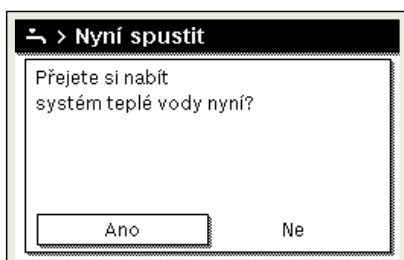 > Nyní spustit
Přejete si nabít
systém teplé vody nyní?
Ano Ne